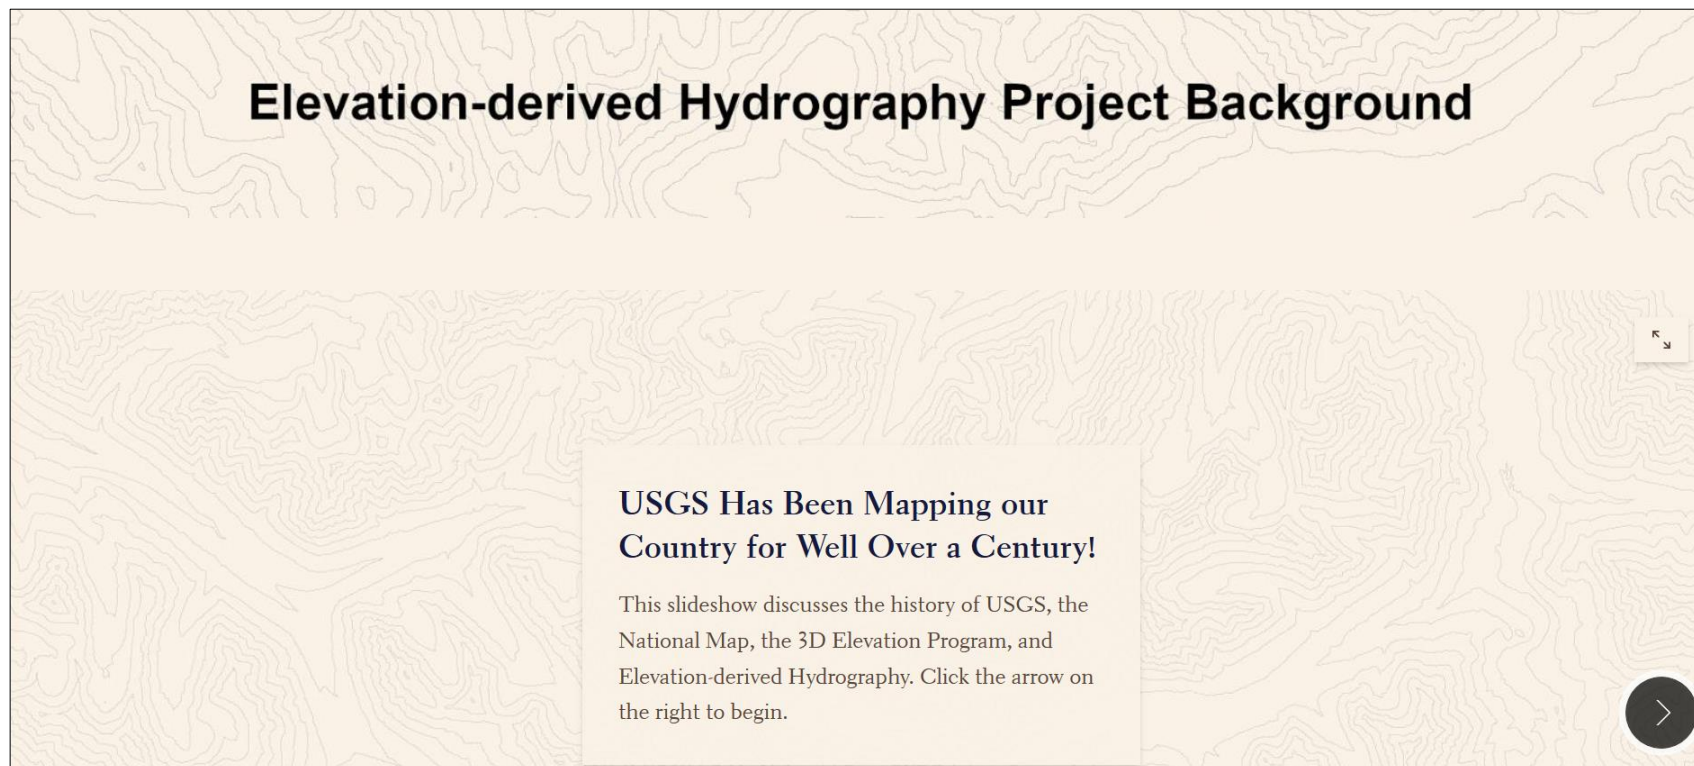 Elevation-derived Hydrography Project Background
USGS Has Been Mapping our
Country for Well Over a Century!
This slideshow discusses the history of USGS, the
National Map, the 3D Elevation Program, and
Elevation-derived Hydrography. Click the arrow on
the right to begin.